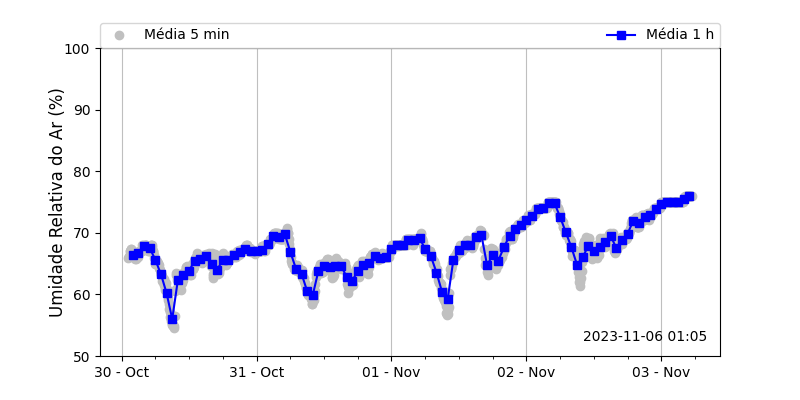 Média 5 min
Média 1 h
Umidade Relativa do Ar (%)
100
90
80
70
60
50
2023-11-06 01:05
30 - Oct
31 - Oct
01 - Nov
02 - Nov
03 - Nov